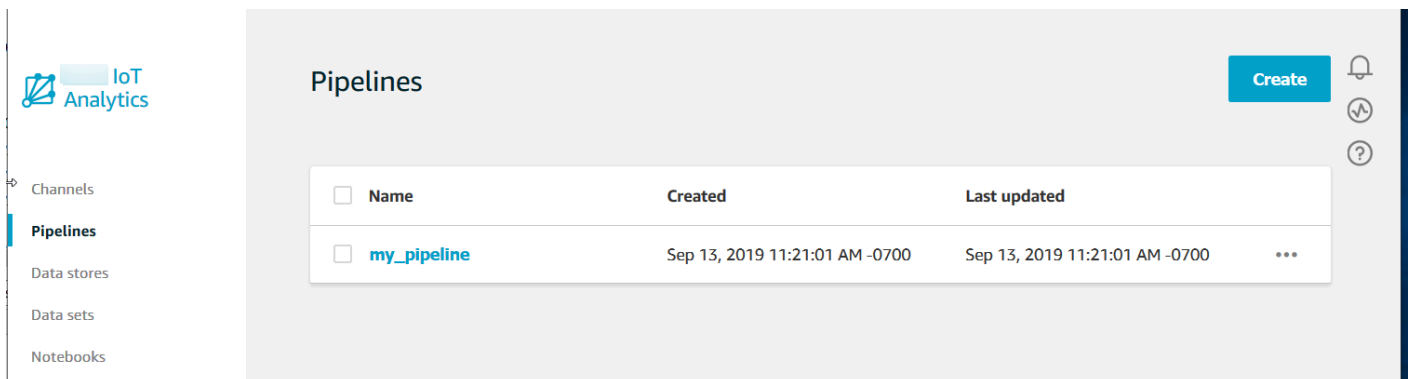 IoT
Analytics
Pipelines
Create
Channels
Pipelines
Data stores
Data sets
Notebooks
Name Created Last updated
my_pipeline Sep 13, 2019 11:21:01 AM -0700 Sep 13, 2019 11:21:01 AM -0700